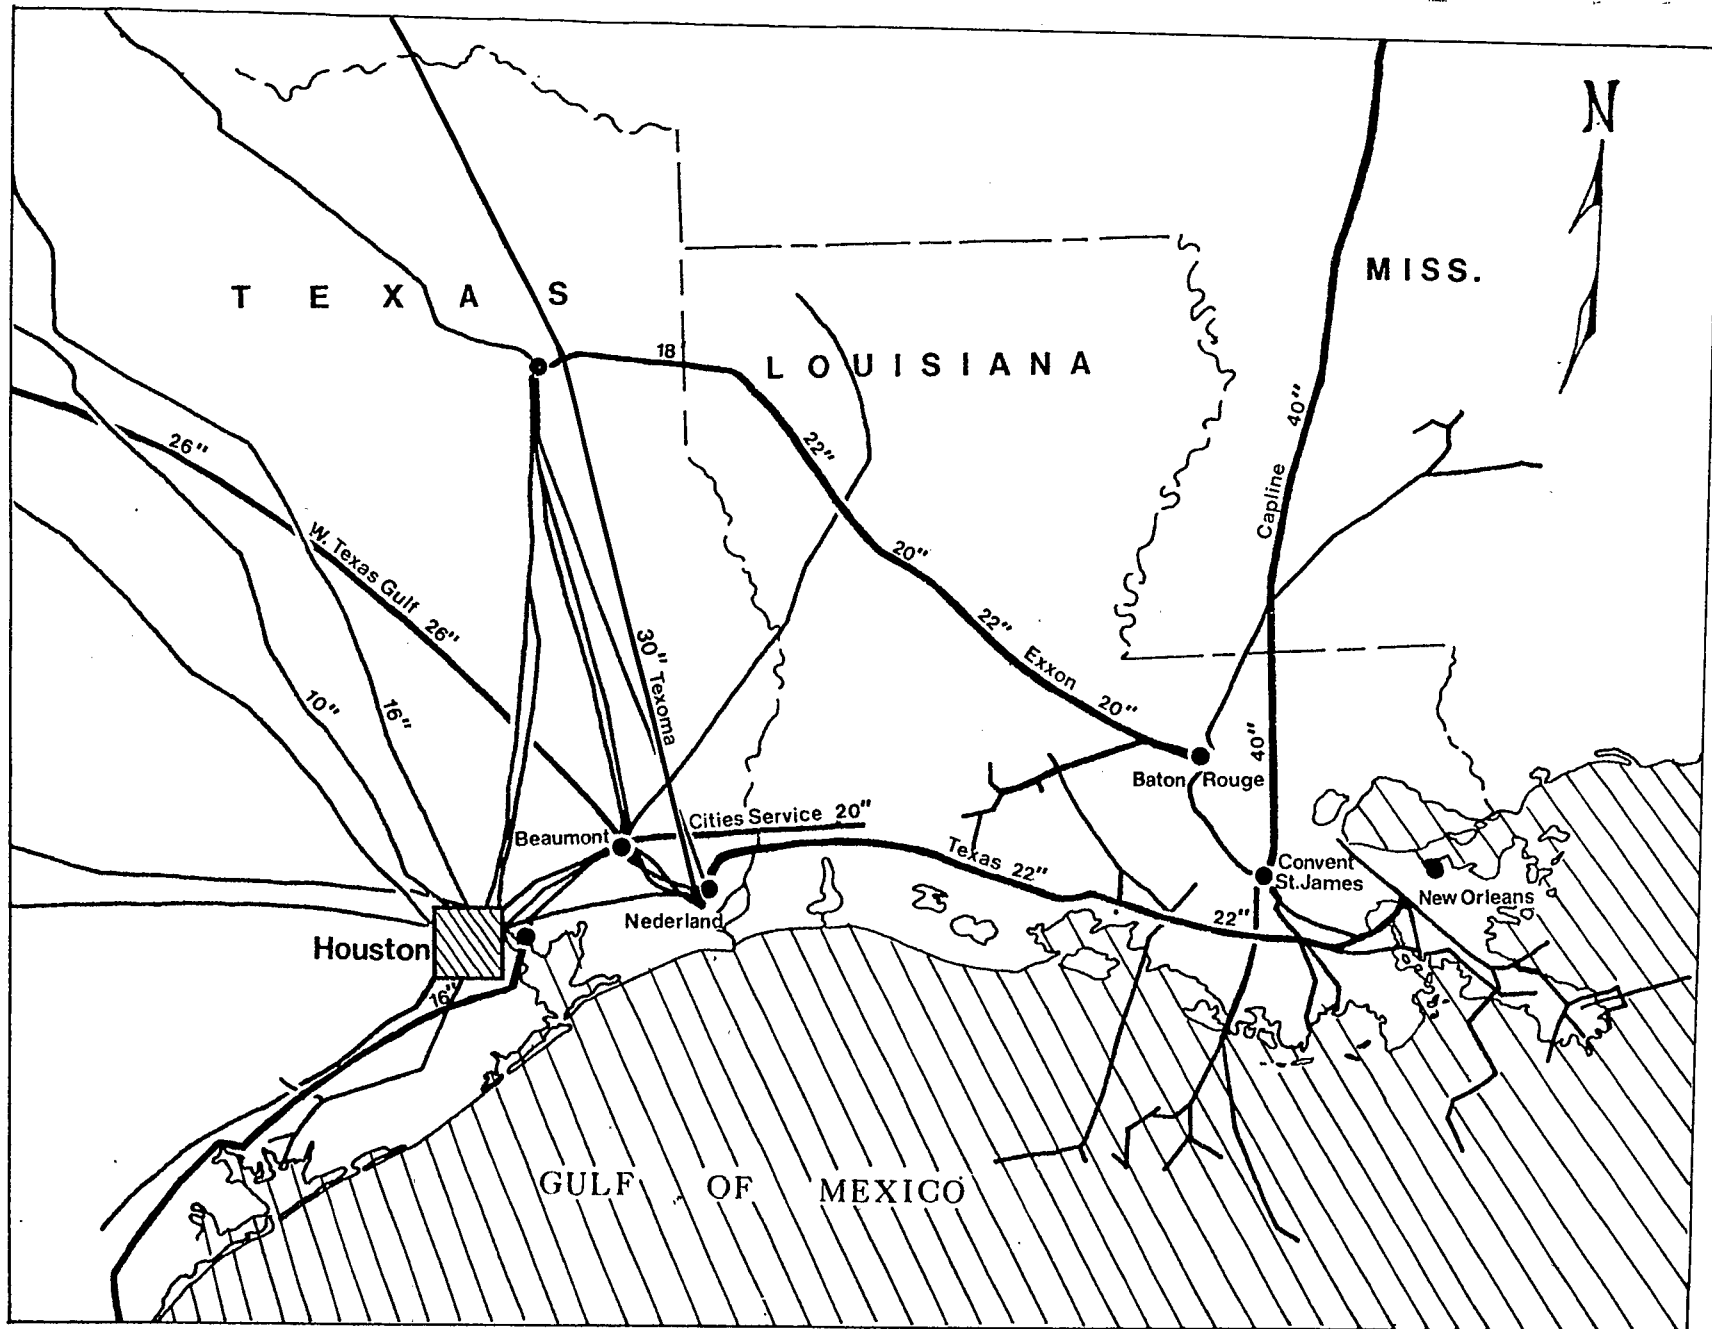 N
MISS.
T E X A S
18
LOUISIANA
40"
26"
22"
Capline
W. Texas Gulf
20"
26"
22"
30" Texoma
Exxon
10"
16"
20"
40"
Baton Rouge
Cities Service 20"
Beaumont
Texas 22"
Convent
St.James
New Orleans
Nederland
22"
Houston
16"
GULF OF MEXICO